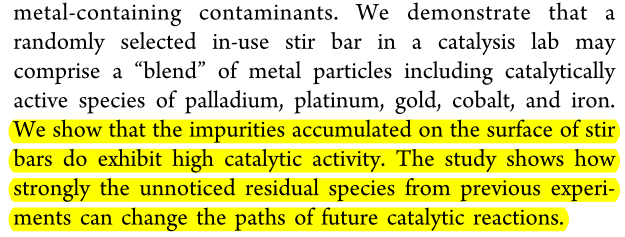 metal-containing contaminants. We demonstrate that a
randomly selected in-use stir bar in a catalysis lab may
comprise a “blend” of metal particles including catalytically
active species of palladium, platinum, gold, cobalt, and iron.
We show that the impurities accumulated on the surface of stir
bars do exhibit high catalytic activity. The study shows how
strongly the unnoticed residual species from previous experi-
ments can change the paths of future catalytic reactions.